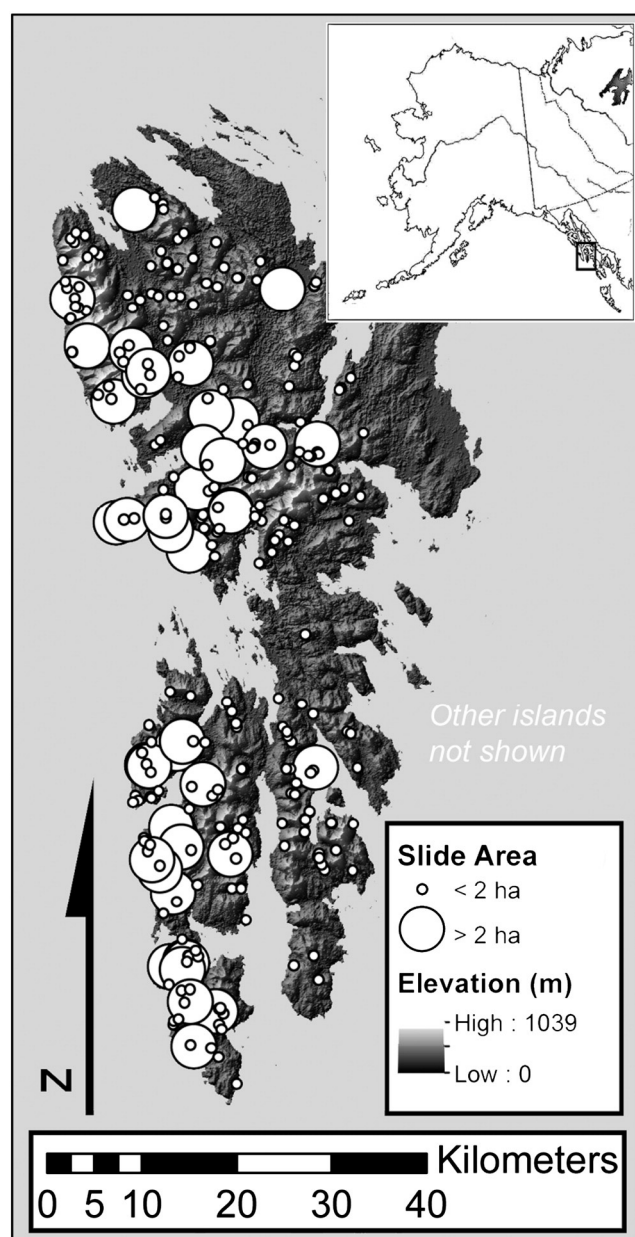 Other islands
not shown
Slide Area
< 2 ha
> 2 ha
Elevation (m)
High : 1039
Low : 0
N
Kilometers
0 5 10 20 30 40